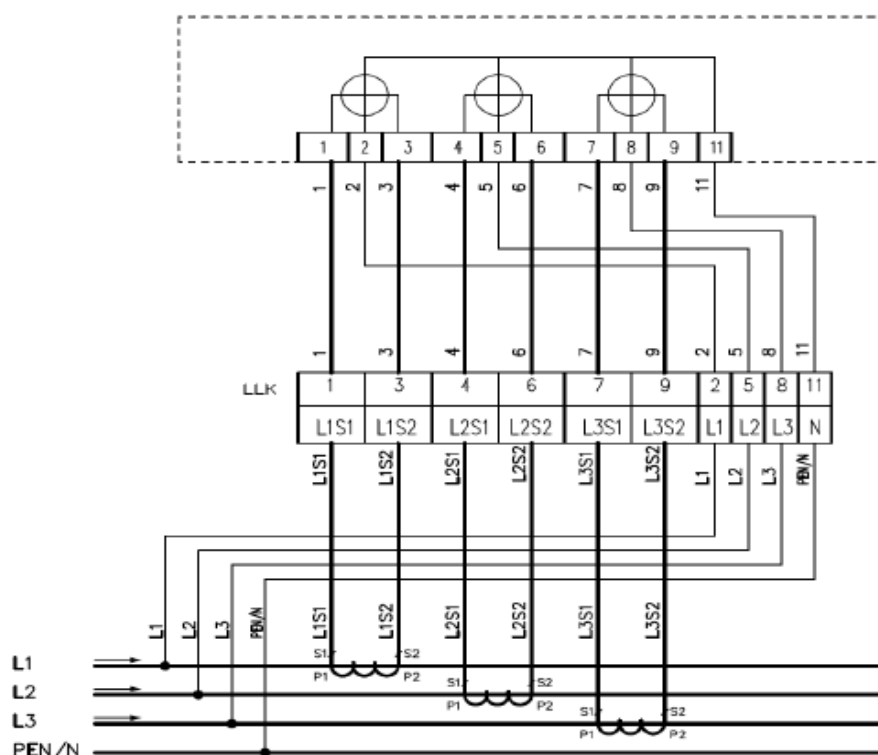 1 2 3 4 5 6 7 8 9 11
1 2 3 4 5 6 7 8 9 11
1 3 4 6 7 9 2 5 8 11
LLK 1 3 4 6 7 9 2 5 8 11
L1S1 L1S2 L2S1 L2S2 L3S1 L3S2 L1 L2 L3 N
L1S1 L1S2 L2S1 L2S2 L3S1 L3S2 L1 L2 L3 PEN/N
L1 L2 L3 PEN/N L1S1 L1S2 L2S1 L2S2 L3S1 L3S2
S1 S2
L1 P1 P2
S1 S2
L2 P1 P2
S1 S2
L3 P1 P2
PEN/N